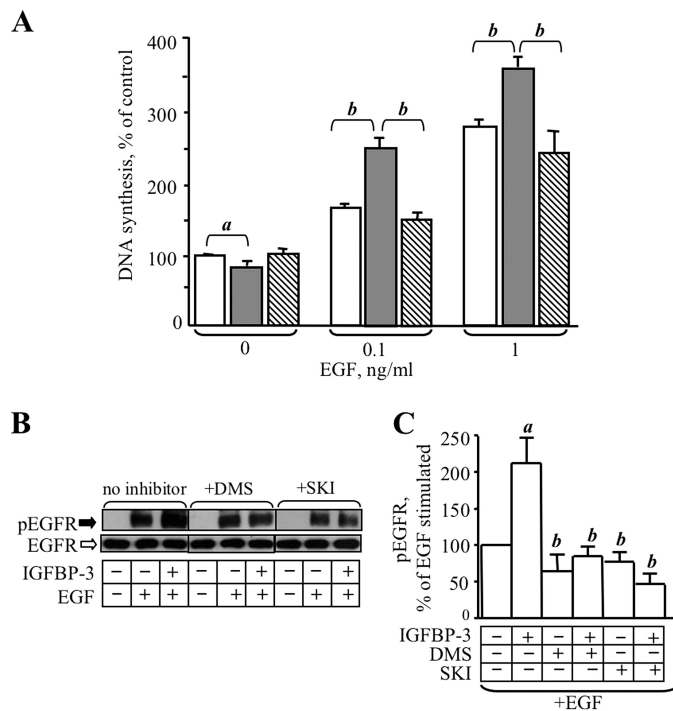 A
DNA synthesis, % of control
400
300
200
100
0
a
b b
b b
0 0.1 1
EGF, ng/ml
B
no inhibitor +DMS +SKI
pEGFR
EGFR
IGFBP-3 − − + − − + − − +
EGF − + + − + + − + +
C
pEGFR,
% of EGF stimulated
250
200
150
100
50
0
a
b b b b
IGFBP-3 − + − + − +
DMS − − + + − −
SKI − − − − + +
+EGF